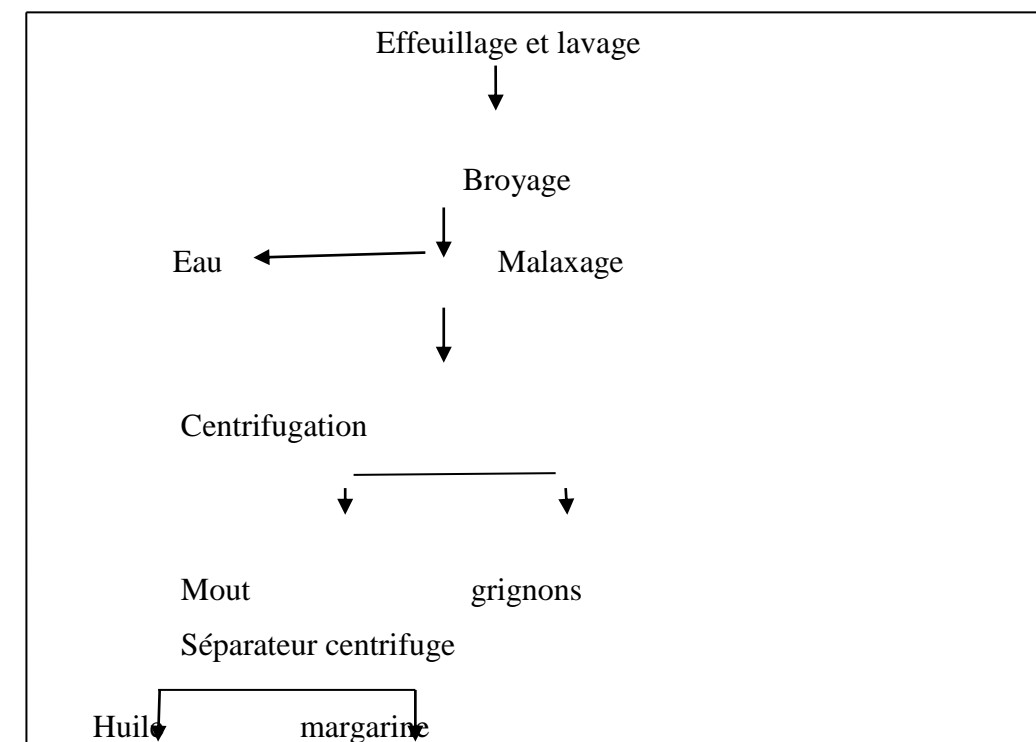 Effeuillage et lavage
Broyage
Eau Malaxage
Centrifugation
Mout grignons
Séparateur centrifuge
Huile margarine